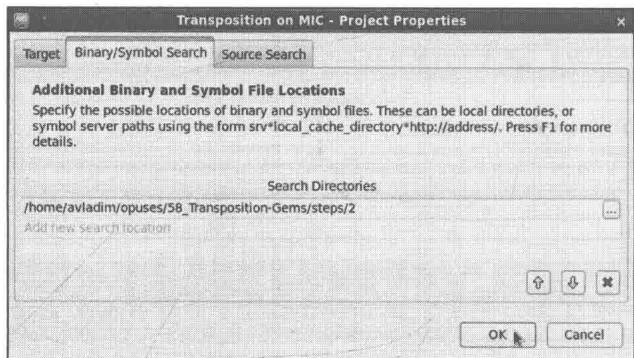 Transposition on MIC - Project Properties
Target Binary/Symbol Search Source Search
Additional Binary and Symbol File Locations
Specify the possible locations of binary and symbol files. These can be local directories, or
symbol server paths using the form srv*local_cache_directory*http://address/. Press F1 for more
details.
Search Directories
/home/avladim/opuses/58_Transposition-Gems/steps/2
...
Add new search location
OK Cancel